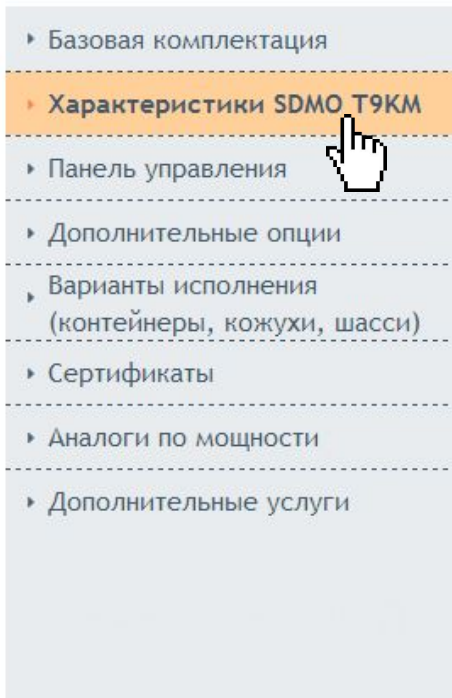 Базовая комплектация
Характеристики SDMO T9KM
Панель управления
Дополнительные опции
Варианты исполнения
(контейнеры, кожухи, шасси)
Сертификаты
Аналоги по мощности
Дополнительные услуги